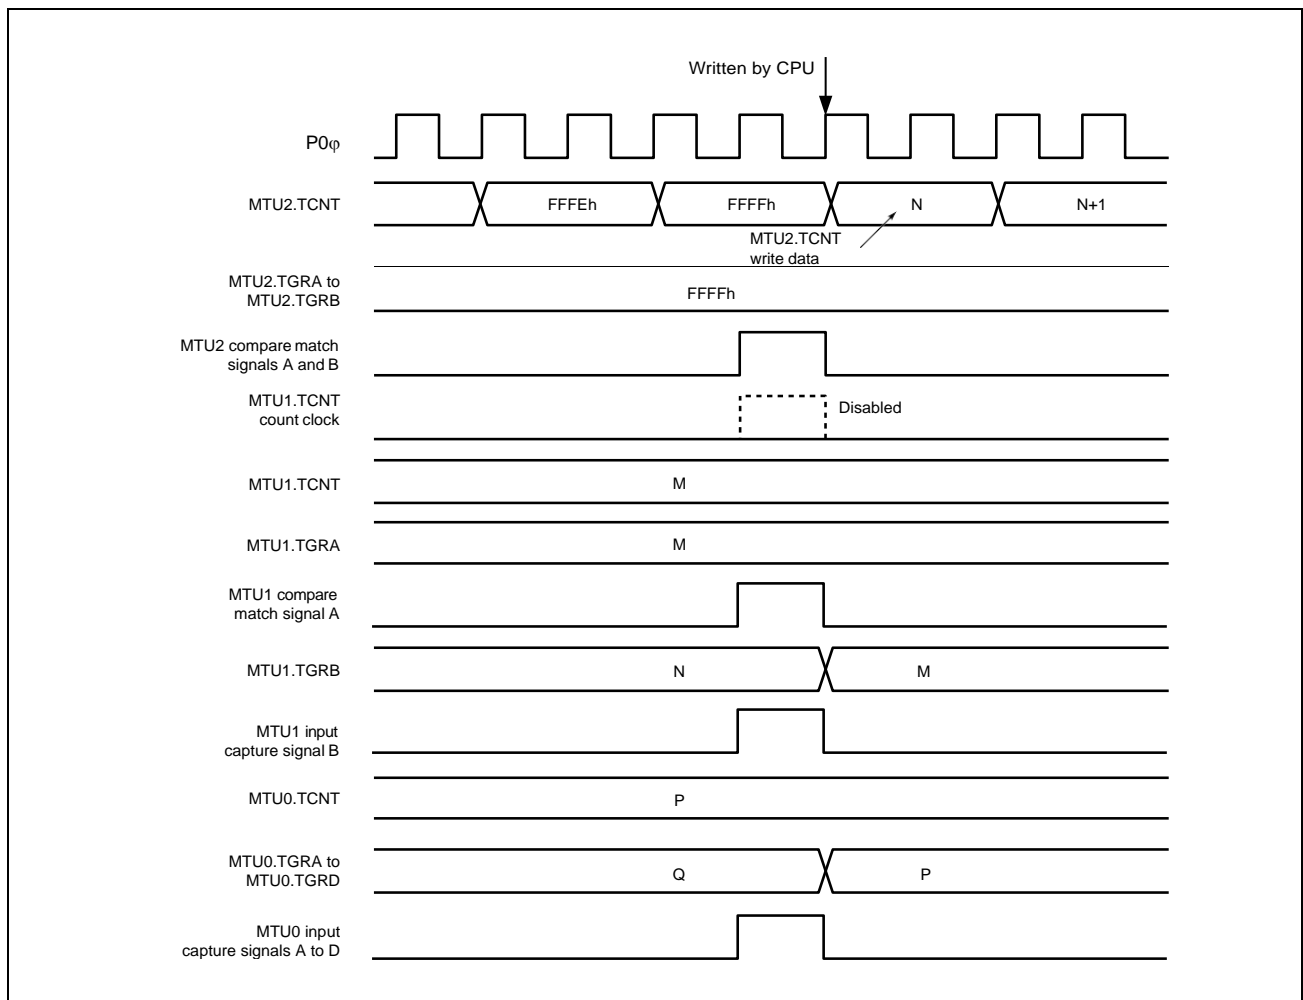 Written by CPU
P0φ
MTU2.TCNT
FFFEh
FFFFh
N
N+1
MTU2.TCNT
write data
MTU2.TGRA to
MTU2.TGRB
FFFFh
MTU2 compare match
signals A and B
MTU1.TCNT
count clock
Disabled
MTU1.TCNT
M
MTU1.TGRA
M
MTU1 compare
match signal A
MTU1.TGRB
N
M
MTU1 input
capture signal B
MTU0.TCNT
P
MTU0.TGRA to
MTU0.TGRD
Q
P
MTU0 input
capture signals A to D